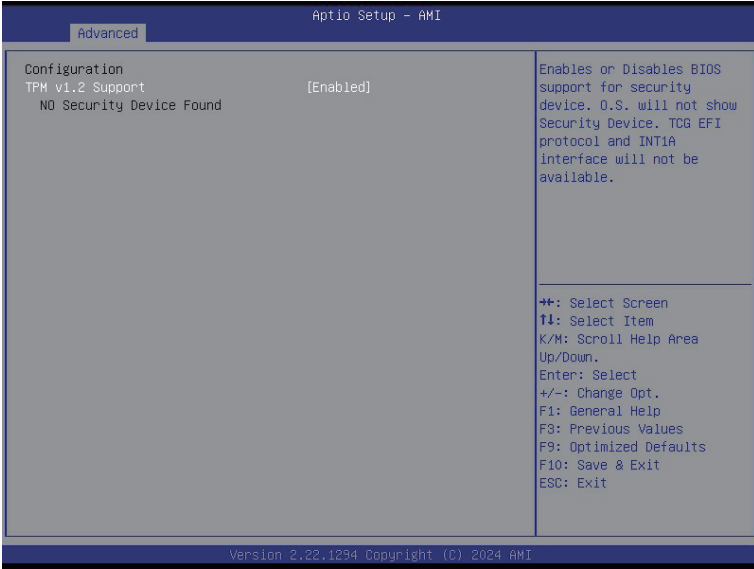 Aptio Setup – AMI
Advanced
Configuration
TPM v1.2 Support [Enabled]
NO Security Device Found
Enables or Disables BIOS
support for security
device. O.S. will not show
Security Device. TCG EFI
protocol and INT1A
interface will not be
available.
→←: Select Screen
↑↓: Select Item
K/M: Scroll Help Area
Up/Down.
Enter: Select
+/-: Change Opt.
F1: General Help
F3: Previous Values
F9: Optimized Defaults
F10: Save & Exit
ESC: Exit
Version 2.22.1294 Copyright (C) 2024 AMI